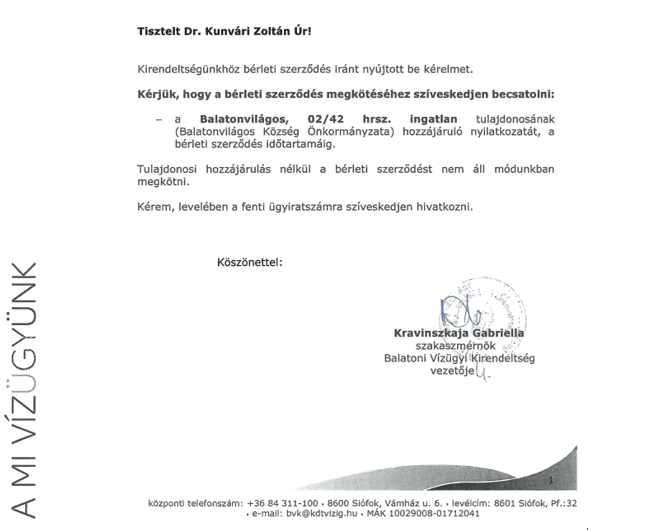 Tisztelt Dr. Kunvári Zoltán Úr!
Kirendeltségünkhöz bérleti szerződés iránt nyújtott be kérelmet.
Kérjük, hogy a bérleti szerződés megkötéséhez szíveskedjen becsatolni:
– a Balatonvilágos, 02/42 hrsz. ingatlan tulajdonosának
(Balatonvilágos Község Önkormányzata) hozzájáruló nyilatkozatát, a
bérleti szerződés időtartamáig.
Tulajdonosi hozzájárulás nélkül a bérleti szerződést nem áll módunkban
megkötni.
Kérem, levelében a fenti ügyiratszámra szíveskedjen hivatkozni.
Köszönettel:
Kravinszkaja Gabriella
szakaszmérnök
Balatoni Vízügyi Kirendeltség
vezetője
A MI VÍZÜGYÜNK
1
központi telefonszám: +36 84 311-100 • 8600 Siófok, Vámház u. 6. • levélcím: 8601 Siófok, Pf.:32
• e-mail: bvk@kdtvizig.hu • MÁK 10029008-01712041